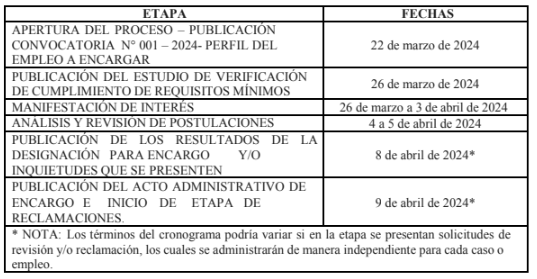 ETAPA FECHAS
APERTURA DEL PROCESO – PUBLICACIÓN
CONVOCATORIA N° 001 – 2024- PERFIL DEL
EMPLEO A ENCARGAR
22 de marzo de 2024
PUBLICACIÓN DEL ESTUDIO DE VERIFICACIÓN
DE CUMPLIMIENTO DE REQUISITOS MÍNIMOS
26 de marzo de 2024
MANIFESTACIÓN DE INTERÉS 26 de marzo a 3 de abril de 2024
ANÁLISIS Y REVISIÓN DE POSTULACIONES 4 a 5 de abril de 2024
PUBLICACIÓN DE LOS RESULTADOS DE LA
DESIGNACIÓN PARA ENCARGO Y/O
INQUIETUDES QUE SE PRESENTEN
8 de abril de 2024*
PUBLICACIÓN DEL ACTO ADMINISTRATIVO DE
ENCARGO E INICIO DE ETAPA DE
RECLAMACIONES.
9 de abril de 2024*
* NOTA: Los términos del cronograma podría variar si en la etapa se presentan solicitudes de
revisión y/o reclamación, los cuales se administrarán de manera independiente para cada caso o
empleo.